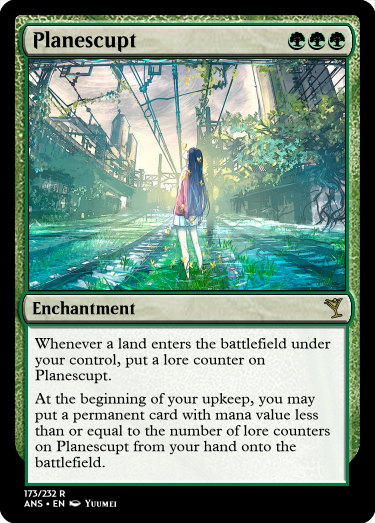 Planescupt
Enchantment
Whenever a land enters the battlefield under
your control, put a lore counter on
Planescupt.
At the beginning of your upkeep, you may
put a permanent card with mana value less
than or equal to the number of lore counters
on Planescupt from your hand onto the
battlefield.
173/232 R
ANS • EN Yuumei